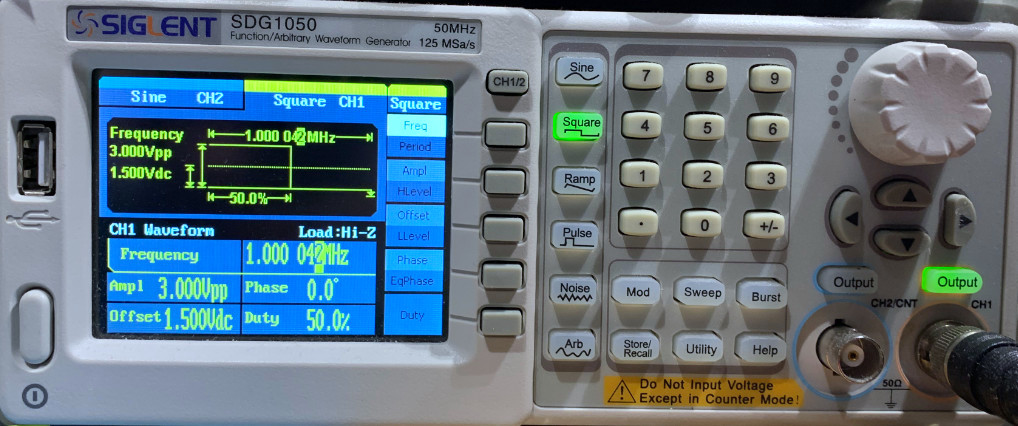 SIGLENT
SDG1050
50MHz
Function/Arbitrary Waveform Generator 125 MSa/s
Sine CH2
Square CH1
Square
Frequency
1.000 042MHz
3.000Vpp
1.500Vdc
50.0%
CH1 Waveform
Load:Hi-Z
Frequency
1.000 042MHz
Ampl 3.000Vpp
Phase 0.0°
Offset 1.500Vdc
Duty 50.0%
Freq
Period
Ampl
HLevel
Offset
LLevel
Phase
EqPhase
Duty
CH1/2
Sine
Square
Ramp
Pulse
Noise
Arb
7 8 9
4 5 6
1 2 3
. 0 +/-
Mod Sweep Burst
Store/
Recall
Utility
Help
Do Not Input Voltage
Except in Counter Mode!
Output
CH2/CNT
Output
CH1
50Ω